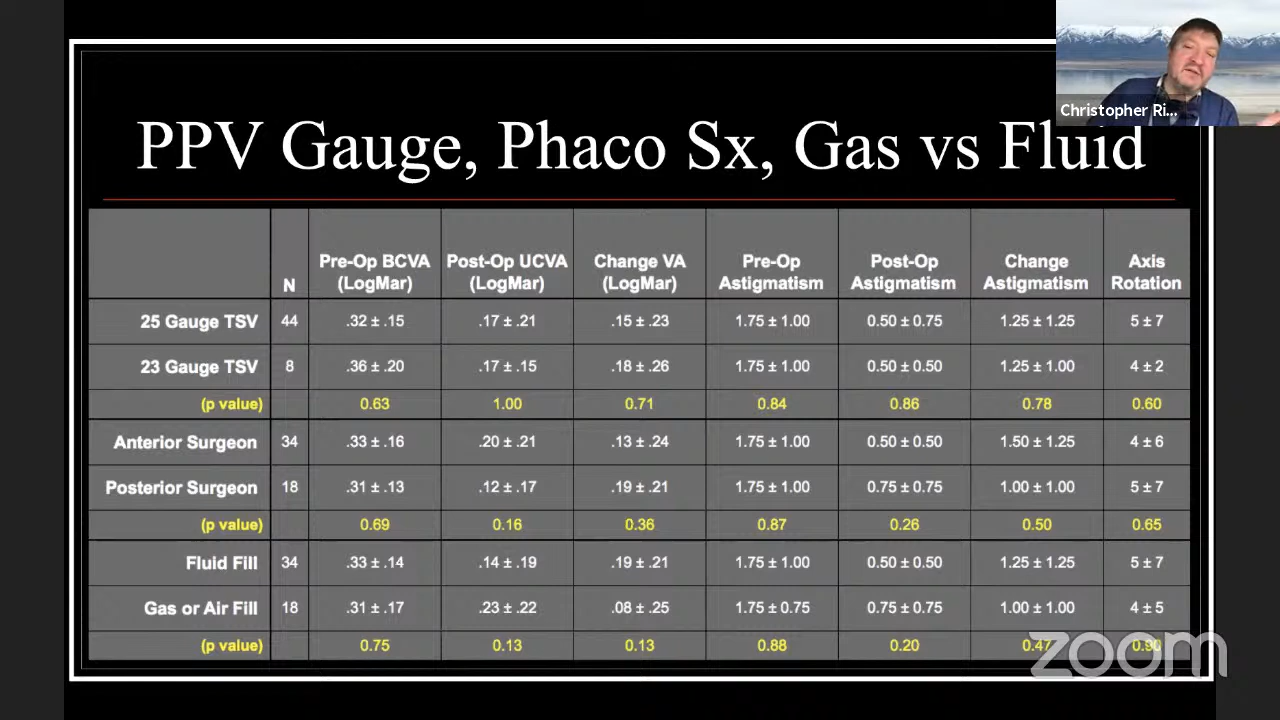 Christopher Ri...
PPV Gauge, Phaco Sx, Gas vs Fluid
N
Pre-Op BCVA (LogMar)
Post-Op UCVA (LogMar)
Change VA (LogMar)
Pre-Op Astigmatism
Post-Op Astigmatism
Change Astigmatism
Axis Rotation
25 Gauge TSV 44 .32 ± .15 .17 ± .21 .15 ± .23 1.75 ± 1.00 0.50 ± 0.75 1.25 ± 1.25 5 ± 7
23 Gauge TSV 8 .36 ± .20 .17 ± .15 .18 ± .26 1.75 ± 1.00 0.50 ± 0.50 1.25 ± 1.00 4 ± 2
(p value) 0.63 1.00 0.71 0.84 0.86 0.78 0.60
Anterior Surgeon 34 .33 ± .16 .20 ± .21 .13 ± .24 1.75 ± 1.00 0.50 ± 0.50 1.50 ± 1.25 4 ± 6
Posterior Surgeon 18 .31 ± .13 .12 ± .17 .19 ± .21 1.75 ± 1.00 0.75 ± 0.75 1.00 ± 1.00 5 ± 7
(p value) 0.69 0.16 0.36 0.87 0.26 0.50 0.65
Fluid Fill 34 .33 ± .14 .14 ± .19 .19 ± .21 1.75 ± 1.00 0.50 ± 0.50 1.25 ± 1.25 5 ± 7
Gas or Air Fill 18 .31 ± .17 .23 ± .22 .08 ± .25 1.75 ± 0.75 0.75 ± 0.75 1.00 ± 1.00 4 ± 5
(p value) 0.75 0.13 0.13 0.88 0.20 0.47 0.90
zoom